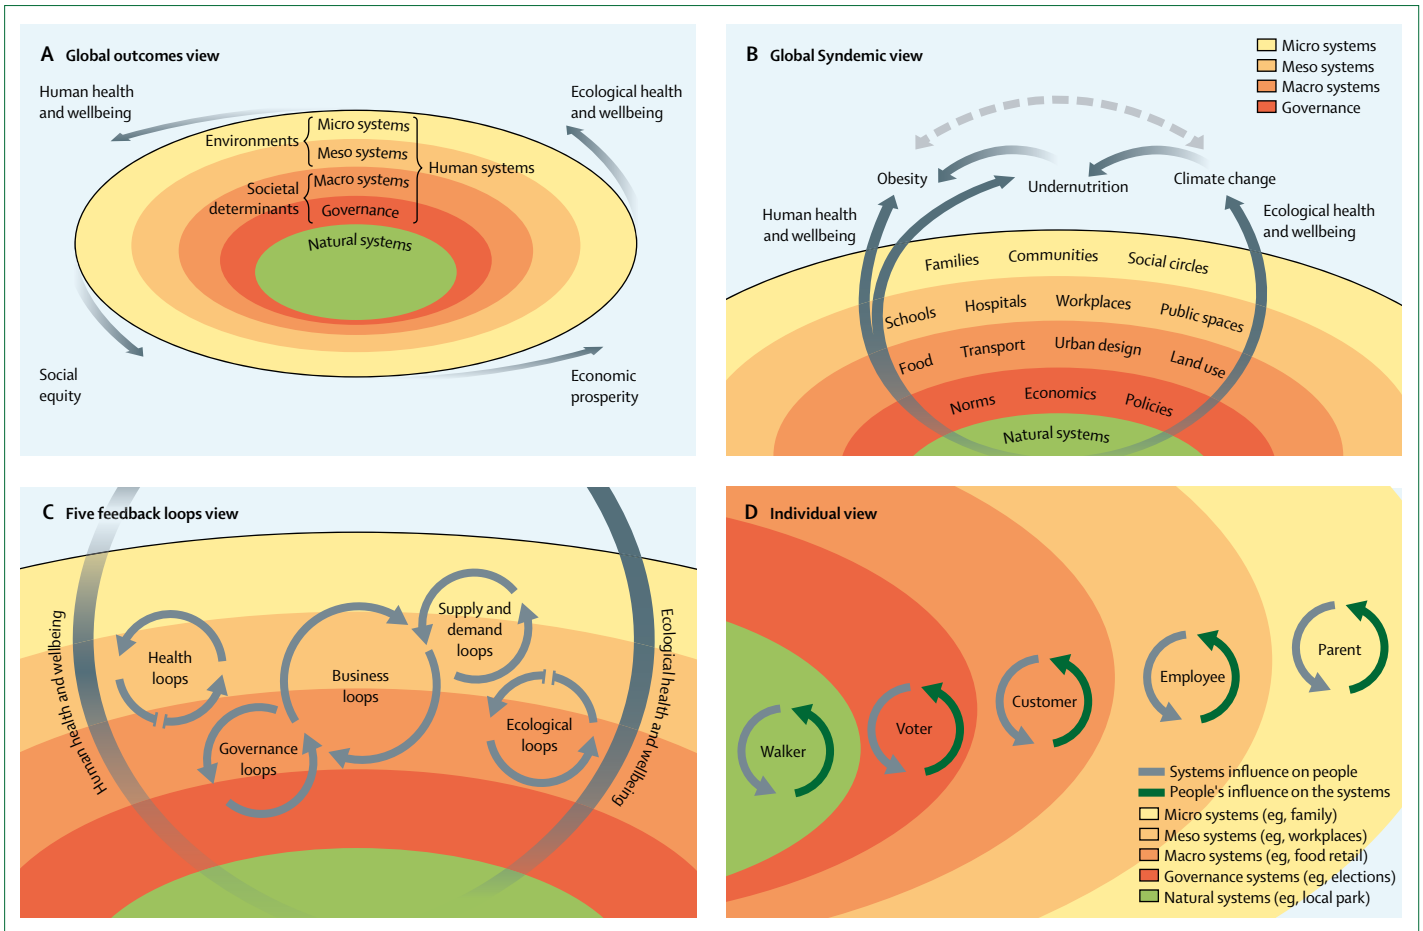 A Global outcomes view
Human health
and wellbeing
Ecological health
and wellbeing
Environments
Micro systems
Meso systems
Human systems
Societal
determinants
Macro systems
Governance
Natural systems
Social
equity
Economic
prosperity
B Global Syndemic view
Micro systems
Meso systems
Macro systems
Governance
Obesity
Undernutrition
Climate change
Human health
and wellbeing
Ecological health
and wellbeing
Families Communities Social circles
Schools Hospitals Workplaces Public spaces
Food Transport Urban design Land use
Norms Economics Policies
Natural systems
C Five feedback loops view
Human health and wellbeing
Health
loops
Governance
loops
Business
loops
Supply and
demand
loops
Ecological
loops
Ecological health and wellbeing
D Individual view
Walker
Voter
Customer
Employee
Parent
Systems influence on people
People's influence on the systems
Micro systems (eg, family)
Meso systems (eg, workplaces)
Macro systems (eg, food retail)
Governance systems (eg, elections)
Natural systems (eg, local park)